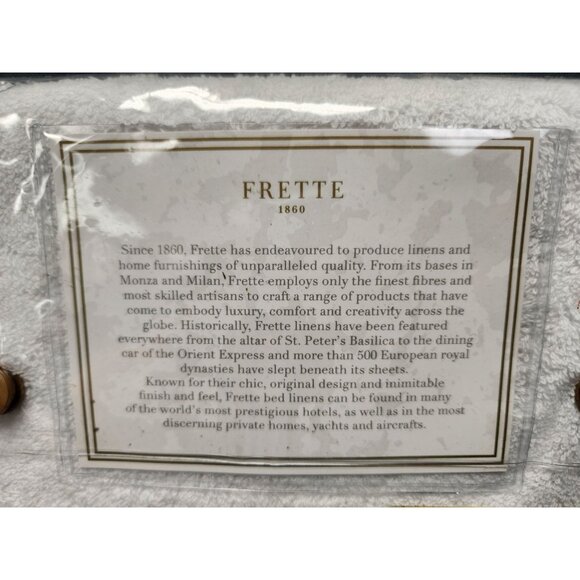 FRETTE
1860
Since 1860, Frette has endeavoured to produce linens and
home furnishings of unparalleled quality. From its bases in
Monza and Milan, Frette employs only the finest fibres and
most skilled artisans to craft a range of products that have
come to embody luxury, comfort and creativity across the
globe. Historically, Frette linens have been featured
everywhere from the altar of St. Peter's Basilica to the dining
car of the Orient Express and more than 500 European royal
dynasties have slept beneath its sheets.
Known for their chic, original design and inimitable
finish and feel, Frette bed linens can be found in many
of the world's most prestigious hotels, as well as in the most
discerning private homes, yachts and aircrafts.